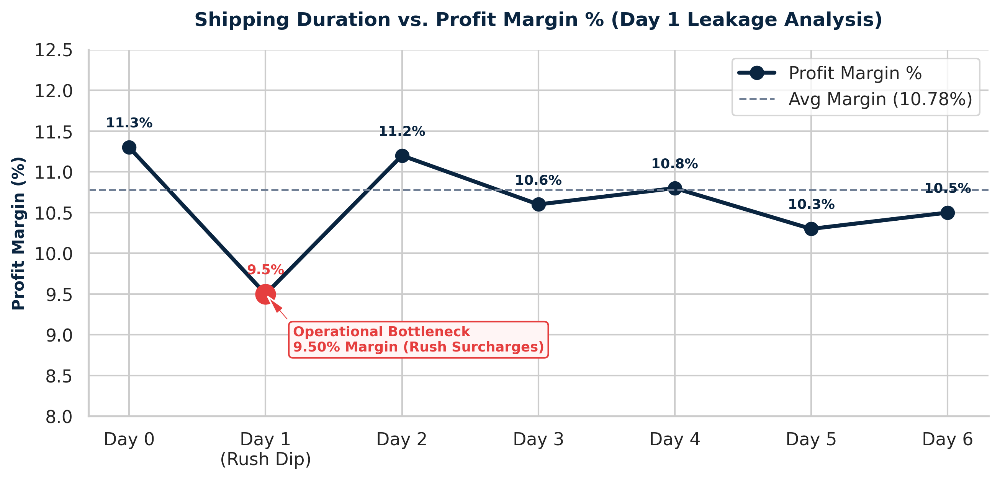 Shipping Duration vs. Profit Margin % (Day 1 Leakage Analysis)
Profit Margin (%)
12.5
12.0
11.5
11.0
10.5
10.0
9.5
9.0
8.5
8.0
Profit Margin %
Avg Margin (10.78%)
11.3%
9.5%
11.2%
10.6%
10.8%
10.3%
10.5%
Operational Bottleneck
9.50% Margin (Rush Surcharges)
Day 0
Day 1
(Rush Dip)
Day 2
Day 3
Day 4
Day 5
Day 6